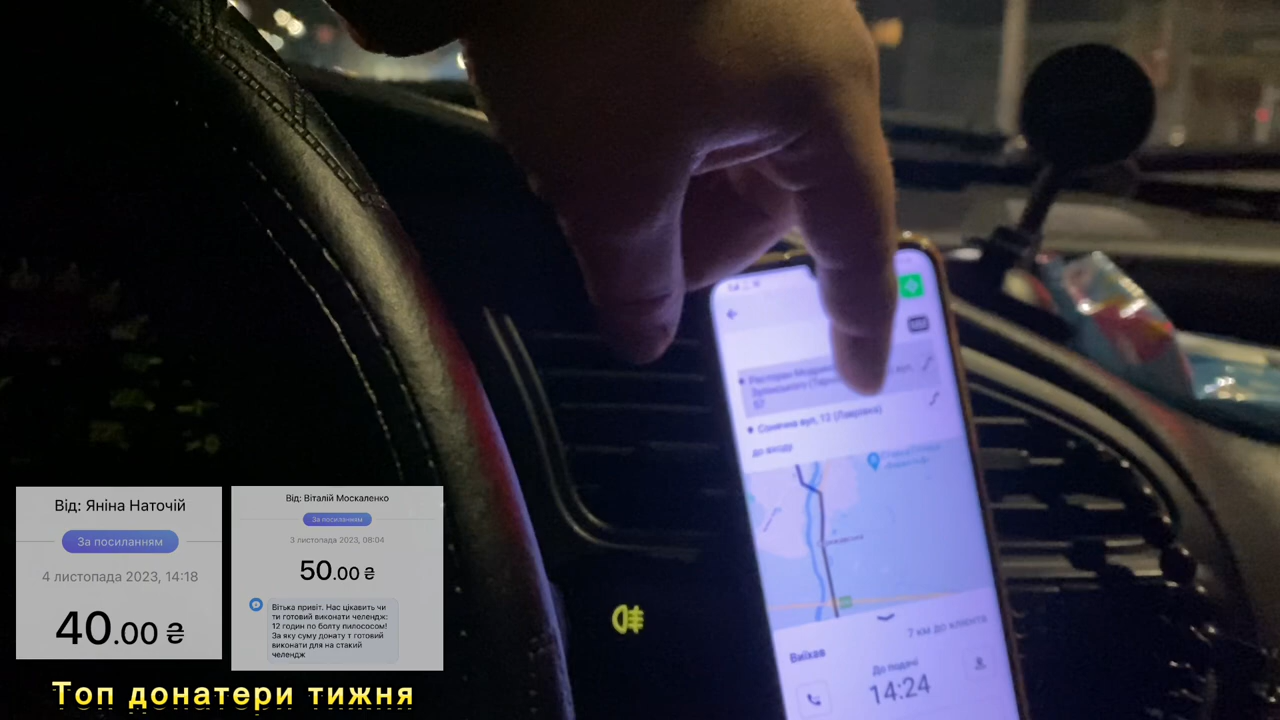 57
Сонячна вул, 12 (Лаврівка)
до входу
7 км до клієнта
Виїхав
До подачі
14:24
Від: Яніна Наточій
За посиланням
4 листопада 2023, 14:18
40.00 ₴
Від: Віталій Москаленко
За посиланням
3 листопада 2023, 08:04
50.00 ₴
Вітька привіт. Нас цікавить чи
ти готовий виконати челендж:
12 годин по болту пилососом!
За яку суму донату т готовий
виконати для на стакий
челендж
Топ донатери тижня